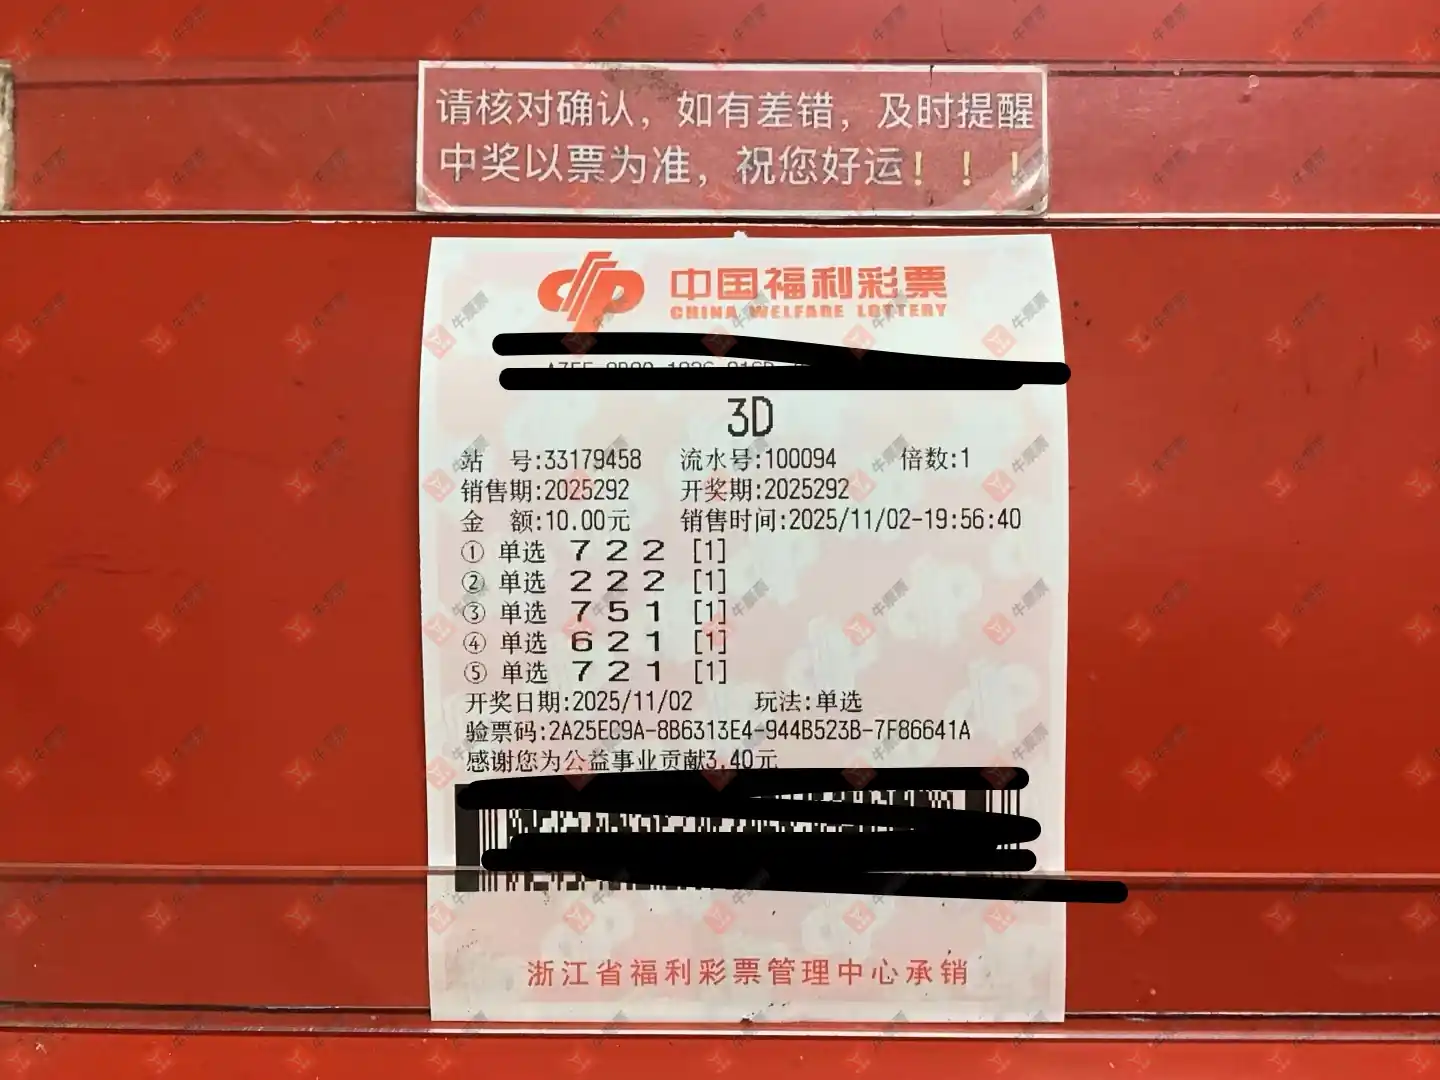 请核对确认，如有差错，及时提醒
中奖以票为准，祝您好运！！！
中国福利彩票
CHINA WELFARE LOTTERY
3D
站 号:33179458 流水号:100094 倍数:1
销售期:2025292 开奖期:2025292
金 额:10.00元 销售时间:2025/11/02-19:56:40
① 单选 7 2 2 [1]
② 单选 2 2 2 [1]
③ 单选 7 5 1 [1]
④ 单选 6 2 1 [1]
⑤ 单选 7 2 1 [1]
开奖日期:2025/11/02 玩法:单选
验票码:2A25EC9A-8B6313E4-944B523B-7F86641A
感谢您为公益事业贡献3.40元
浙江省福利彩票管理中心承销